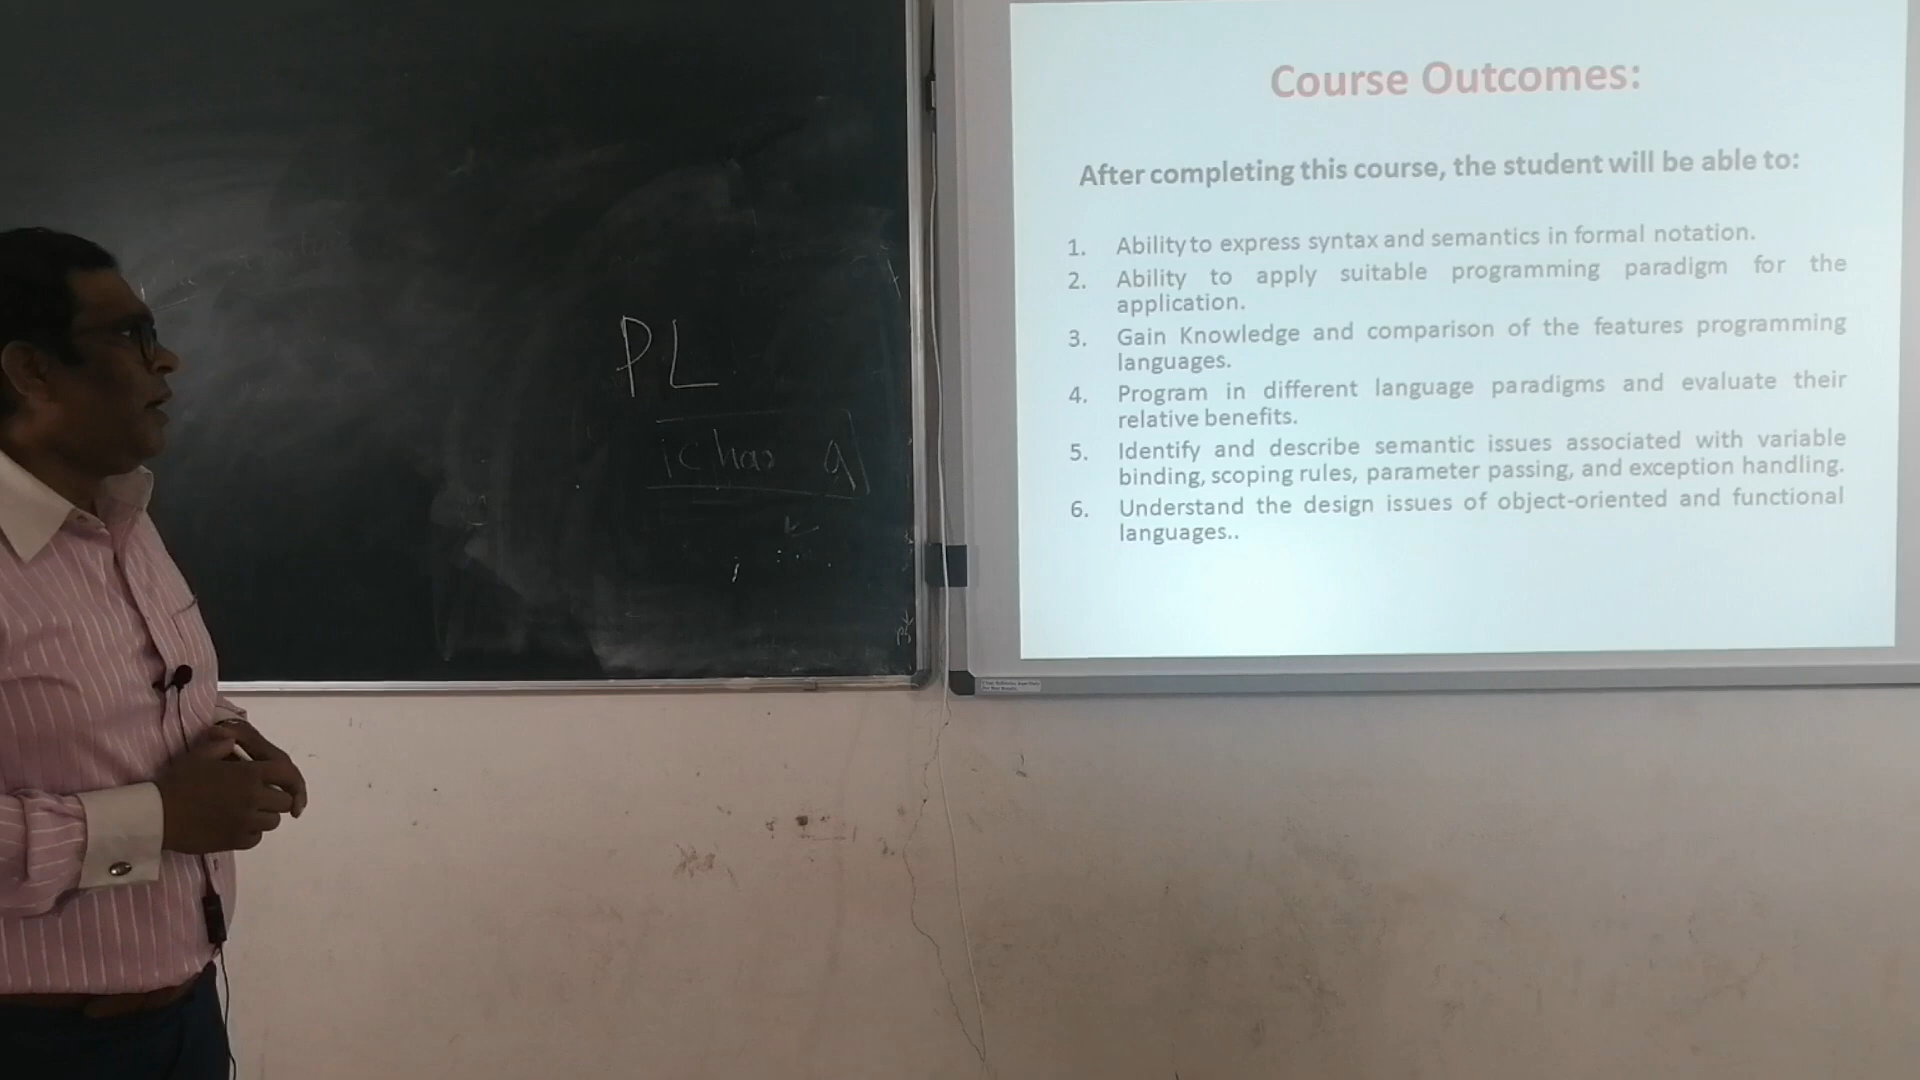 PL
ichar a
Course Outcomes:
After completing this course, the student will be able to:
1. Ability to express syntax and semantics in formal notation.
2. Ability to apply suitable programming paradigm for the
application.
3. Gain Knowledge and comparison of the features programming
languages.
4. Program in different language paradigms and evaluate their
relative benefits.
5. Identify and describe semantic issues associated with variable
binding, scoping rules, parameter passing, and exception handling.
6. Understand the design issues of object-oriented and functional
languages..